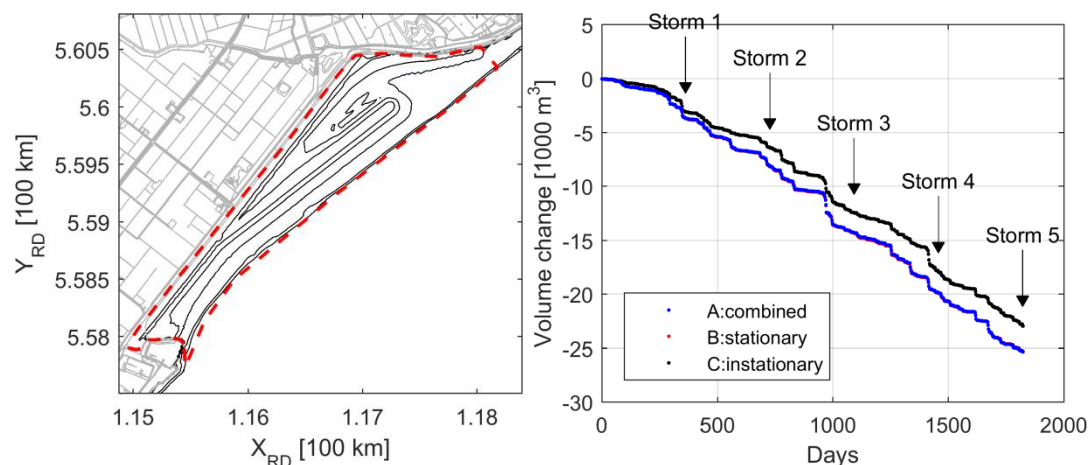 5.605
5.6
5.595
5.59
5.585
5.58
Y_RD [100 km]
1.15 1.16 1.17 1.18
X_RD [100 km]
Storm 1
Storm 2
Storm 3
Storm 4
Storm 5
5
0
-5
-10
-15
-20
-25
-30
Volume change [1000 m³]
A:combined
B:stationary
C:instationary
0 500 1000 1500 2000
Days